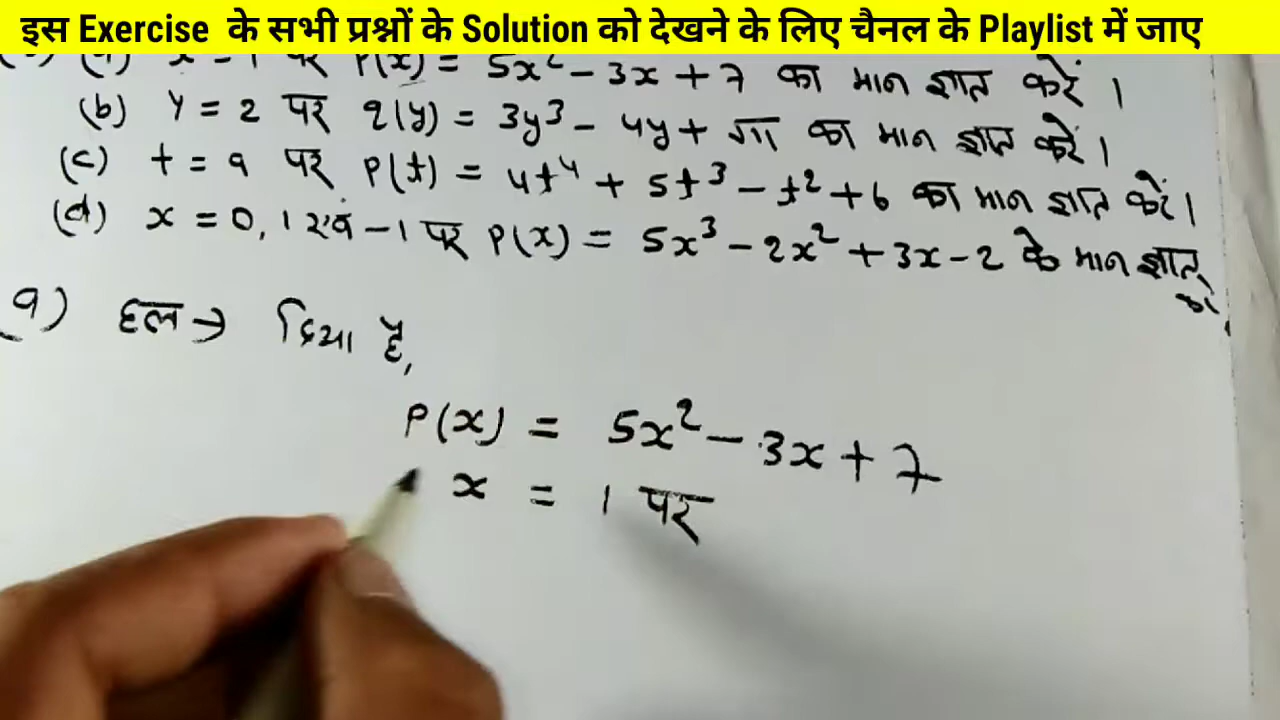 इस Exercise के सभी प्रश्नों के Solution को देखने के लिए चैनल के Playlist में जाए
पर P(x) = 5x² - 3x + 7 का मान ज्ञात करें ।
(b) y = 2 पर q(y) = 3y³ - 4y + √11 का मान ज्ञात करें ।
(c) t = a पर P(t) = 4t⁴ + 5t³ - t² + 6 का मान ज्ञात करें ।
(d) x = 0, 1 एवं -1 पर P(x) = 5x³ - 2x² + 3x - 2 के मान ज्ञात
a) हल → दिया है,
P(x) = 5x² - 3x + 7
x = 1 पर